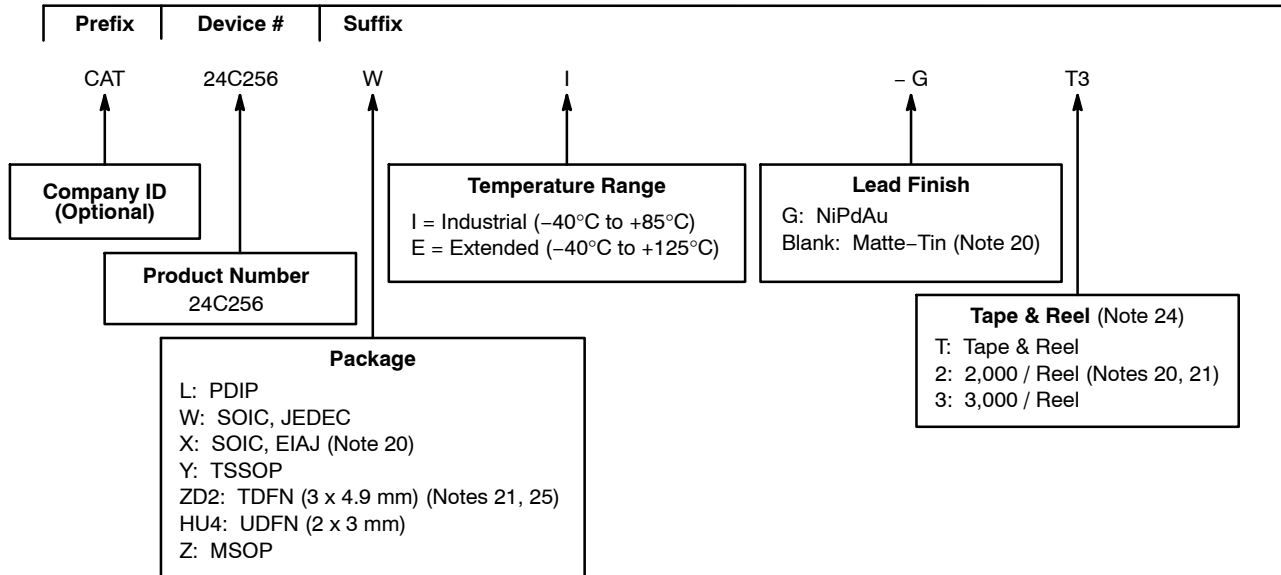 Prefix Device # Suffix
CAT 24C256 W I – G T3
Company ID
(Optional)
Product Number
24C256
Package
L: PDIP
W: SOIC, JEDEC
X: SOIC, EIAJ (Note 20)
Y: TSSOP
ZD2: TDFN (3 x 4.9 mm) (Notes 21, 25)
HU4: UDFN (2 x 3 mm)
Z: MSOP
Temperature Range
I = Industrial (−40°C to +85°C)
E = Extended (−40°C to +125°C)
Lead Finish
G: NiPdAu
Blank: Matte−Tin (Note 20)
Tape & Reel (Note 24)
T: Tape & Reel
2: 2,000 / Reel (Notes 20, 21)
3: 3,000 / Reel